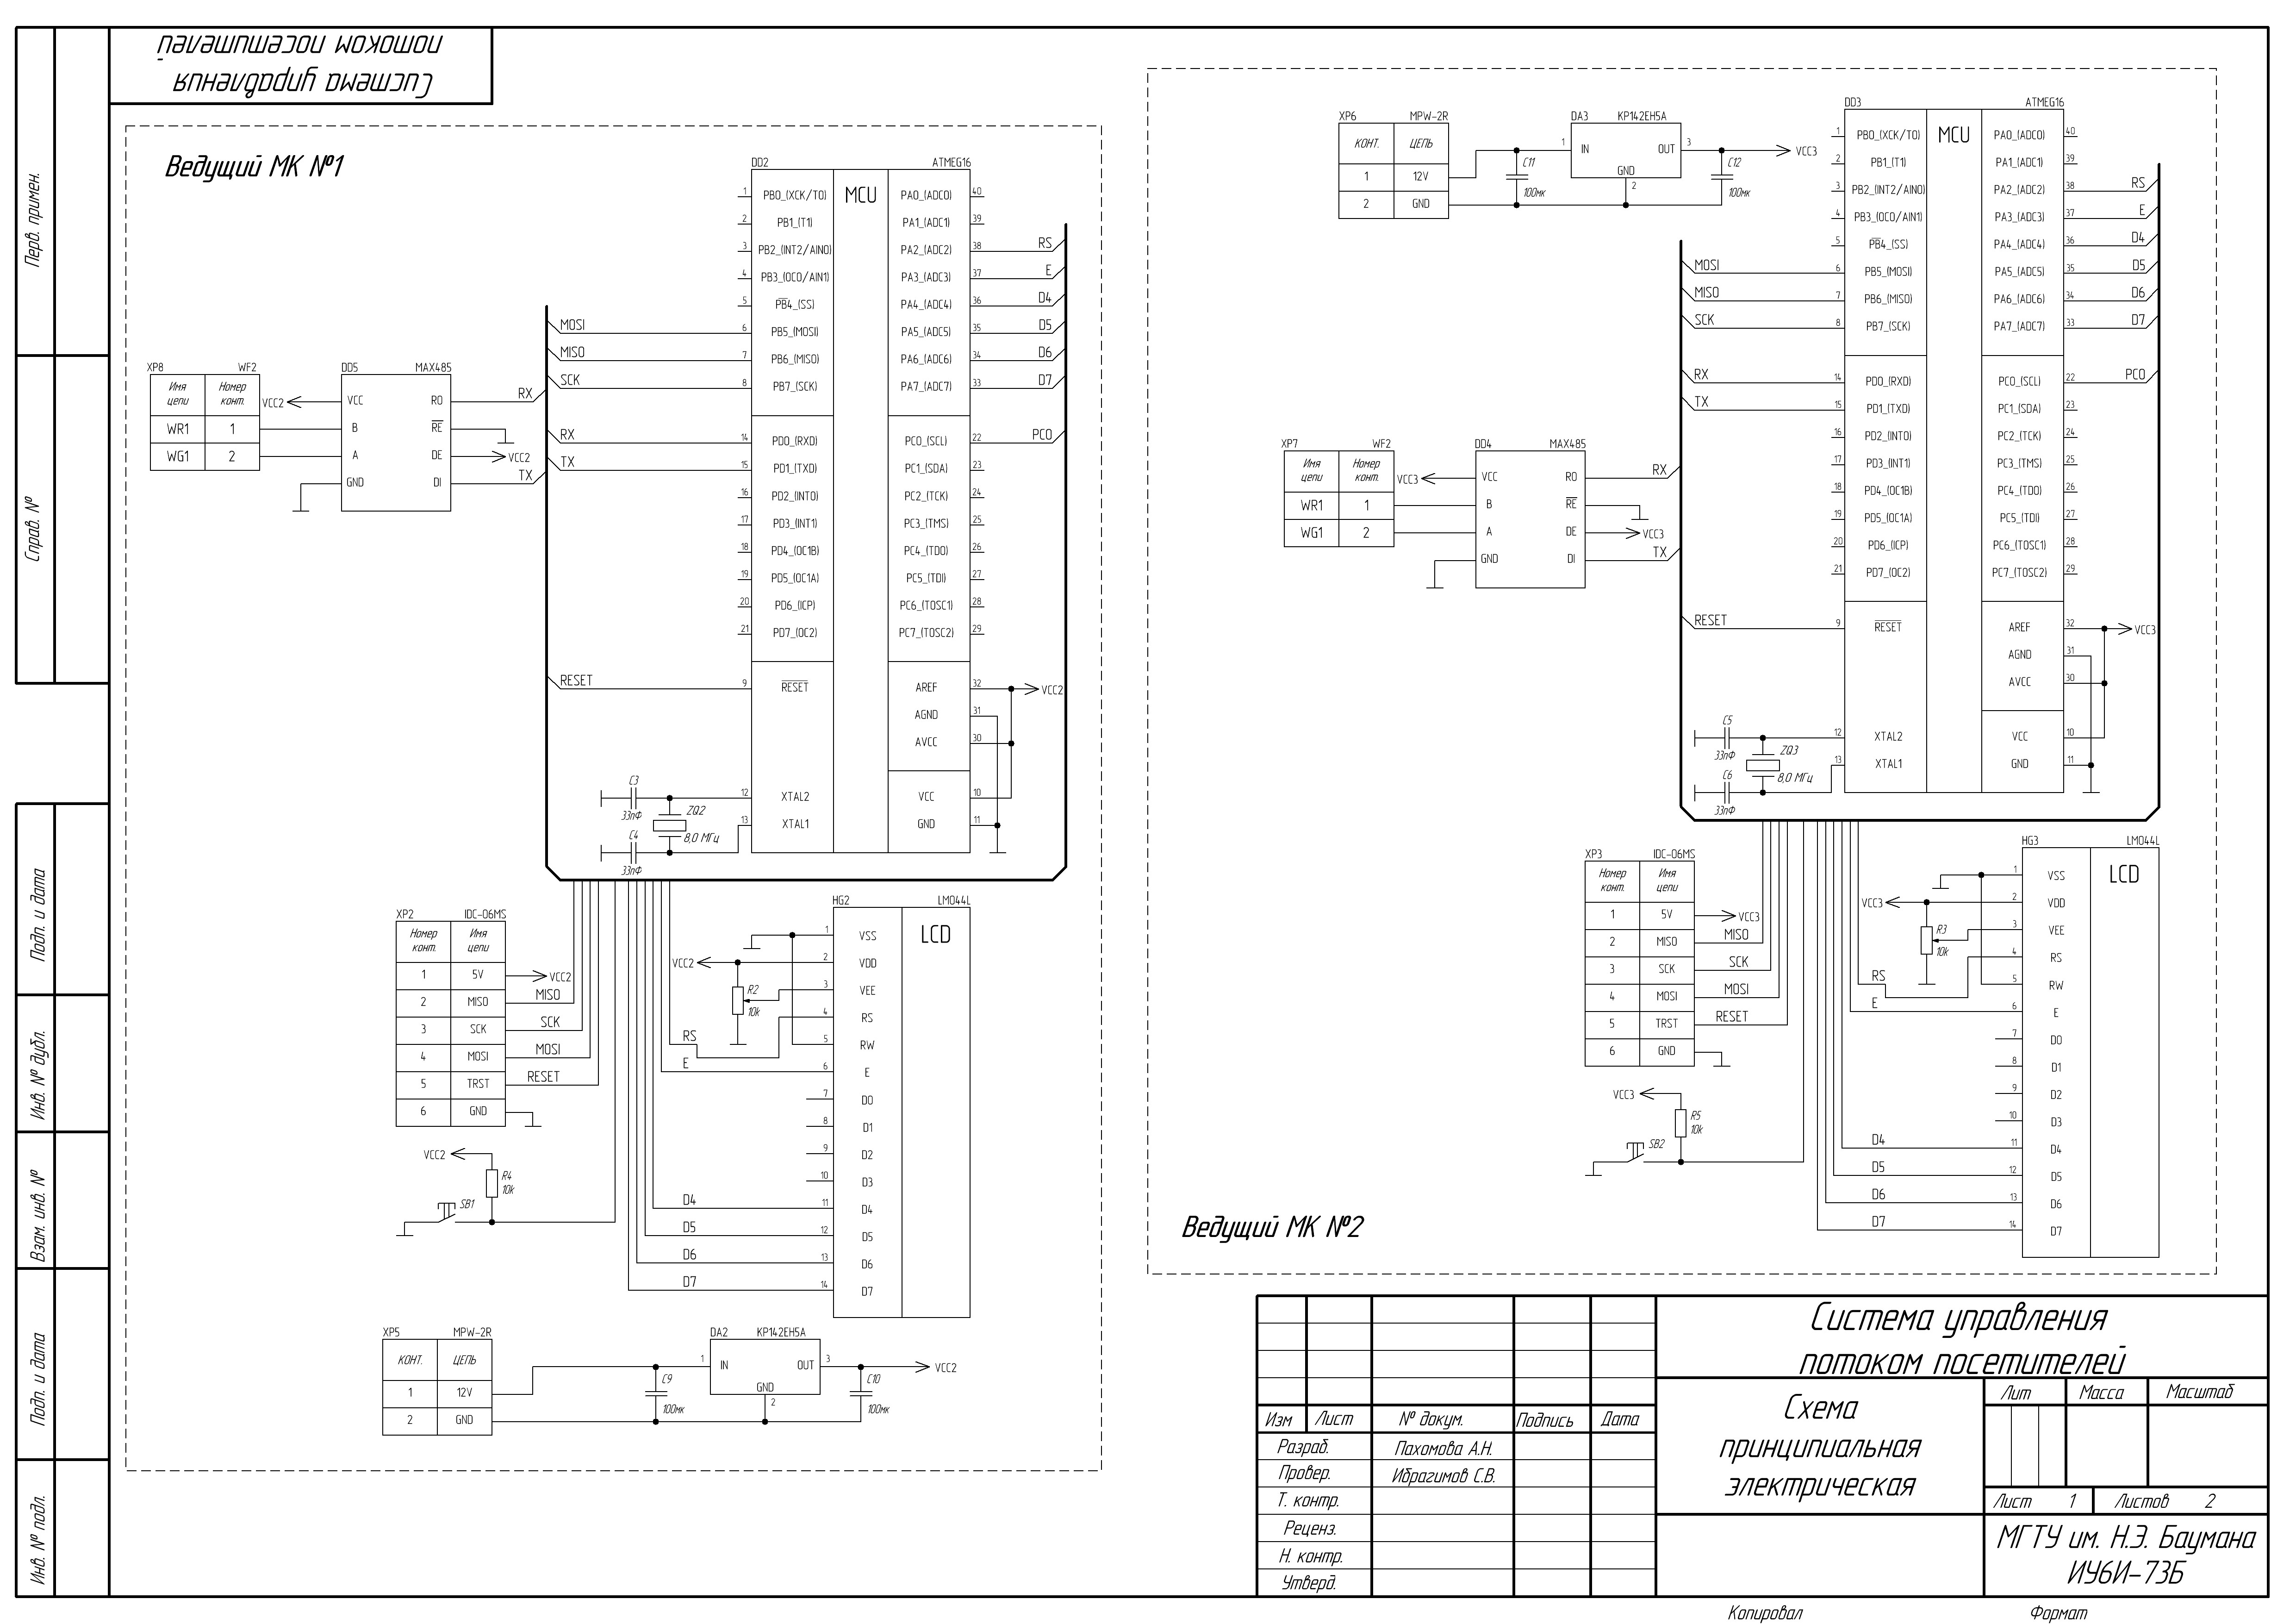 Система управления
потоком посетителей
Перв. примен.
Справ. №
Подп. и дата
Инв. № дубл.
Взам. инв. №
Подп. и дата
Инв. № подл.
Ведущий МК №1
DD2 ATMEG16
MCU
1 PB0_(XCK/T0) PA0_(ADC0) 40
2 PB1_(T1) PA1_(ADC1) 39
3 PB2_(INT2/AIN0) PA2_(ADC2) 38 RS
4 PB3_(OC0/AIN1) PA3_(ADC3) 37 E
5 PB4_(SS) PA4_(ADC4) 36 D4
MOSI 6 PB5_(MOSI) PA5_(ADC5) 35 D5
MISO 7 PB6_(MISO) PA6_(ADC6) 34 D6
SCK 8 PB7_(SCK) PA7_(ADC7) 33 D7
RX 14 PD0_(RXD) PC0_(SCL) 22 PC0
TX 15 PD1_(TXD) PC1_(SDA) 23
16 PD2_(INT0) PC2_(TCK) 24
17 PD3_(INT1) PC3_(TMS) 25
18 PD4_(OC1B) PC4_(TDO) 26
19 PD5_(OC1A) PC5_(TDI) 27
20 PD6_(ICP) PC6_(TOSC1) 28
21 PD7_(OC2) PC7_(TOSC2) 29
RESET 9 RESET AREF 32 VCC2
AGND 31
AVCC 30
12 XTAL2 VCC 10
13 XTAL1 GND 11
C3
33пФ
C4
33пФ
ZQ2
8,0 МГц
XP8 WF2
Имя цепи Номер конт.
WR1 1
WG1 2
DD5 MAX485
VCC2 VCC RO RX
B RE
A DE VCC2
GND DI TX
XP2 IDC-06MS
Номер конт. Имя цепи
1 5V VCC2
2 MISO MISO
3 SCK SCK
4 MOSI MOSI
5 TRST RESET
6 GND
VCC2
R4
10k
SB1
HG2 LM044L
LCD
1 VSS
VCC2 2 VDD
R2
10k
3 VEE
4 RS
RS 5 RW
E 6 E
7 D0
8 D1
9 D2
10 D3
D4 11 D4
D5 12 D5
D6 13 D6
D7 14 D7
XP5 MPW-2R
КОНТ. ЦЕПЬ
1 12V
2 GND
C9
100мк
DA2 КР142ЕН5А
1 IN OUT 3
GND
2
C10
100мк
VCC2
XP6 MPW-2R
КОНТ. ЦЕПЬ
1 12V
2 GND
C11
100мк
DA3 КР142ЕН5А
1 IN OUT 3
GND
2
C12
100мк
VCC3
DD3 ATMEG16
MCU
1 PB0_(XCK/T0) PA0_(ADC0) 40
2 PB1_(T1) PA1_(ADC1) 39
3 PB2_(INT2/AIN0) PA2_(ADC2) 38 RS
4 PB3_(OC0/AIN1) PA3_(ADC3) 37 E
5 PB4_(SS) PA4_(ADC4) 36 D4
MOSI 6 PB5_(MOSI) PA5_(ADC5) 35 D5
MISO 7 PB6_(MISO) PA6_(ADC6) 34 D6
SCK 8 PB7_(SCK) PA7_(ADC7) 33 D7
RX 14 PD0_(RXD) PC0_(SCL) 22 PC0
TX 15 PD1_(TXD) PC1_(SDA) 23
16 PD2_(INT0) PC2_(TCK) 24
17 PD3_(INT1) PC3_(TMS) 25
18 PD4_(OC1B) PC4_(TDO) 26
19 PD5_(OC1A) PC5_(TDI) 27
20 PD6_(ICP) PC6_(TOSC1) 28
21 PD7_(OC2) PC7_(TOSC2) 29
RESET 9 RESET AREF 32 VCC3
AGND 31
AVCC 30
12 XTAL2 VCC 10
13 XTAL1 GND 11
C5
33пФ
C6
33пФ
ZQ3
8,0 МГц
XP7 WF2
Имя цепи Номер конт.
WR1 1
WG1 2
DD4 MAX485
VCC3 VCC RO RX
B RE
A DE VCC3
GND DI TX
XP3 IDC-06MS
Номер конт. Имя цепи
1 5V VCC3
2 MISO MISO
3 SCK SCK
4 MOSI MOSI
5 TRST RESET
6 GND
VCC3
R5
10k
SB2
HG3 LM044L
LCD
1 VSS
VCC3 2 VDD
R3
10k
3 VEE
4 RS
RS 5 RW
E 6 E
7 D0
8 D1
9 D2
10 D3
D4 11 D4
D5 12 D5
D6 13 D6
D7 14 D7
Ведущий МК №2
Система управления
потоком посетителей
Схема
принципиальная
электрическая
Лит Масса Масштаб
Лист 1 Листов 2
МГТУ им. Н.Э. Баумана
ИУ6И-73Б
Изм Лист № докум. Подпись Дата
Разраб. Пахомова А.Н.
Провер. Ибрагимов С.В.
Т. контр.
Реценз.
Н. контр.
Утверд.
Копировал Формат